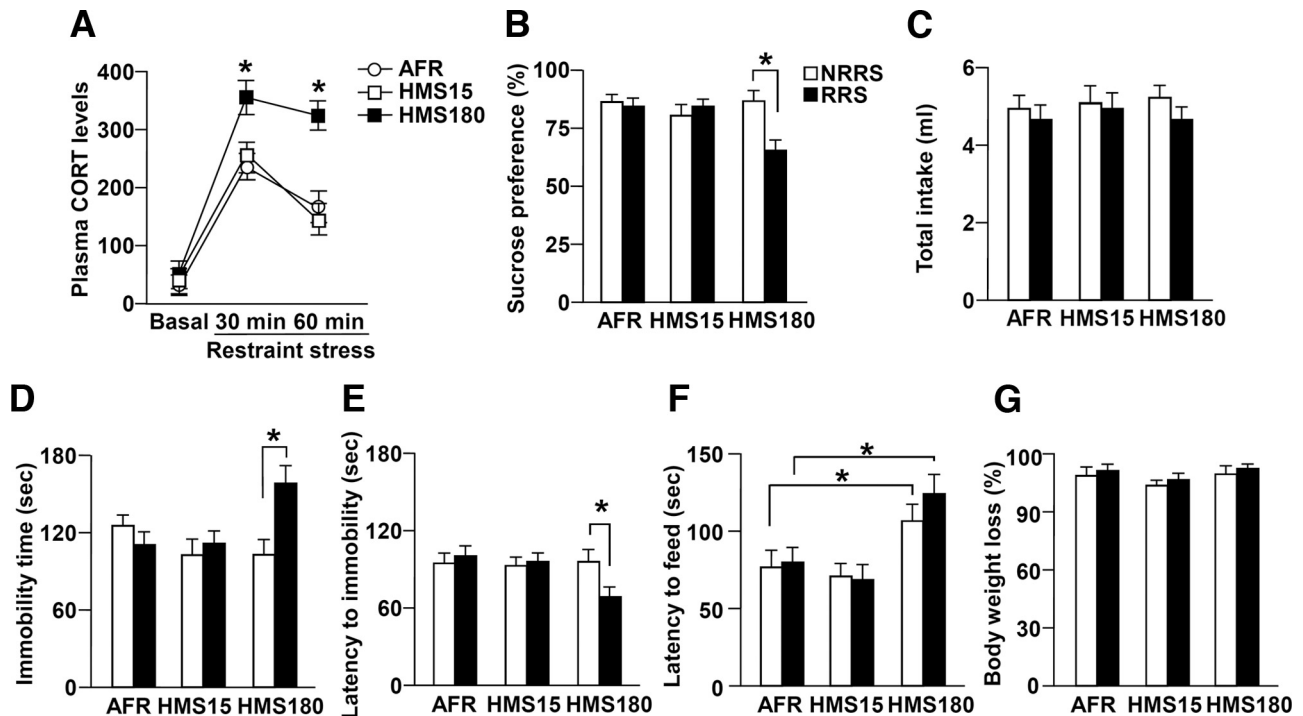 A
Plasma CORT levels
400
300
200
100
0
* *
AFR
HMS15
HMS180
Basal 30 min 60 min
Restraint stress
B
Sucrose preference (%)
100
75
50
25
0
*
NRRS
RRS
AFR HMS15 HMS180
C
Total intake (ml)
6
4
2
0
AFR HMS15 HMS180
D
Immobility time (sec)
180
120
60
0
*
AFR HMS15 HMS180
E
Latency to immobility (sec)
180
120
60
0
*
AFR HMS15 HMS180
F
Latency to feed (sec)
150
100
50
0
*
*
AFR HMS15 HMS180
G
Body weight loss (%)
100
90
60
30
0
AFR HMS15 HMS180